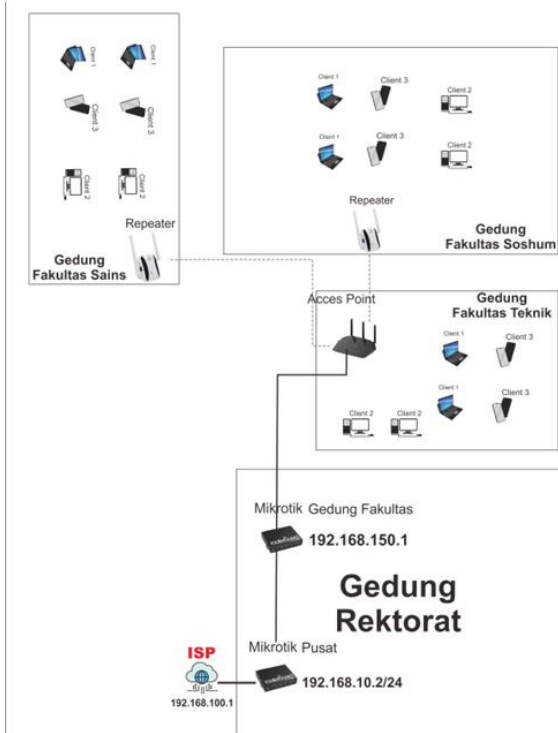 Client 1
Client 1
Client 3
Client 3
Client 2
Client 2
Repeater
Gedung
Fakultas Sains
Client 1
Client 3
Client 2
Client 1
Client 3
Client 2
Repeater
Gedung
Fakultas Soshum
Acces Point
Gedung
Fakultas Teknik
Client 1
Client 3
Client 1
Client 3
Client 2
Client 2
Mikrotik Gedung Fakultas
192.168.150.1
Gedung
Rektorat
Mikrotik Pusat
ISP
192.168.10.2/24
192.168.100.1